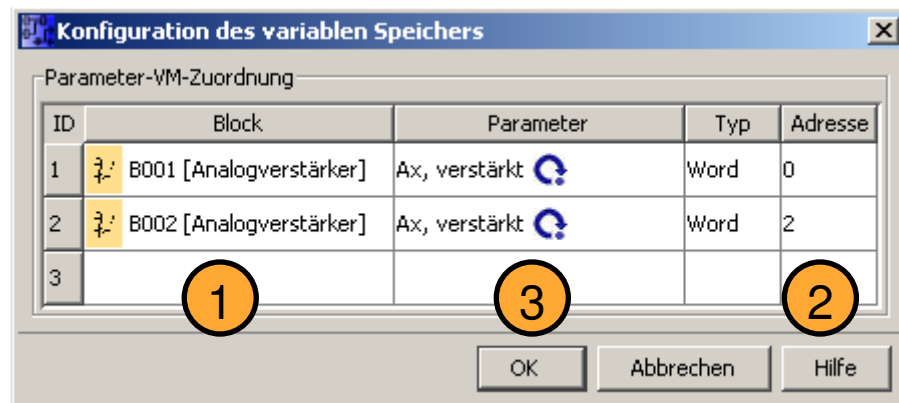 Konfiguration des variablen Speichers
Parameter-VM-Zuordnung
ID Block Parameter Typ Adresse
1 B001 [Analogverstärker] Ax, verstärkt Word 0
2 B002 [Analogverstärker] Ax, verstärkt Word 2
3
1 3 2
OK Abbrechen Hilfe